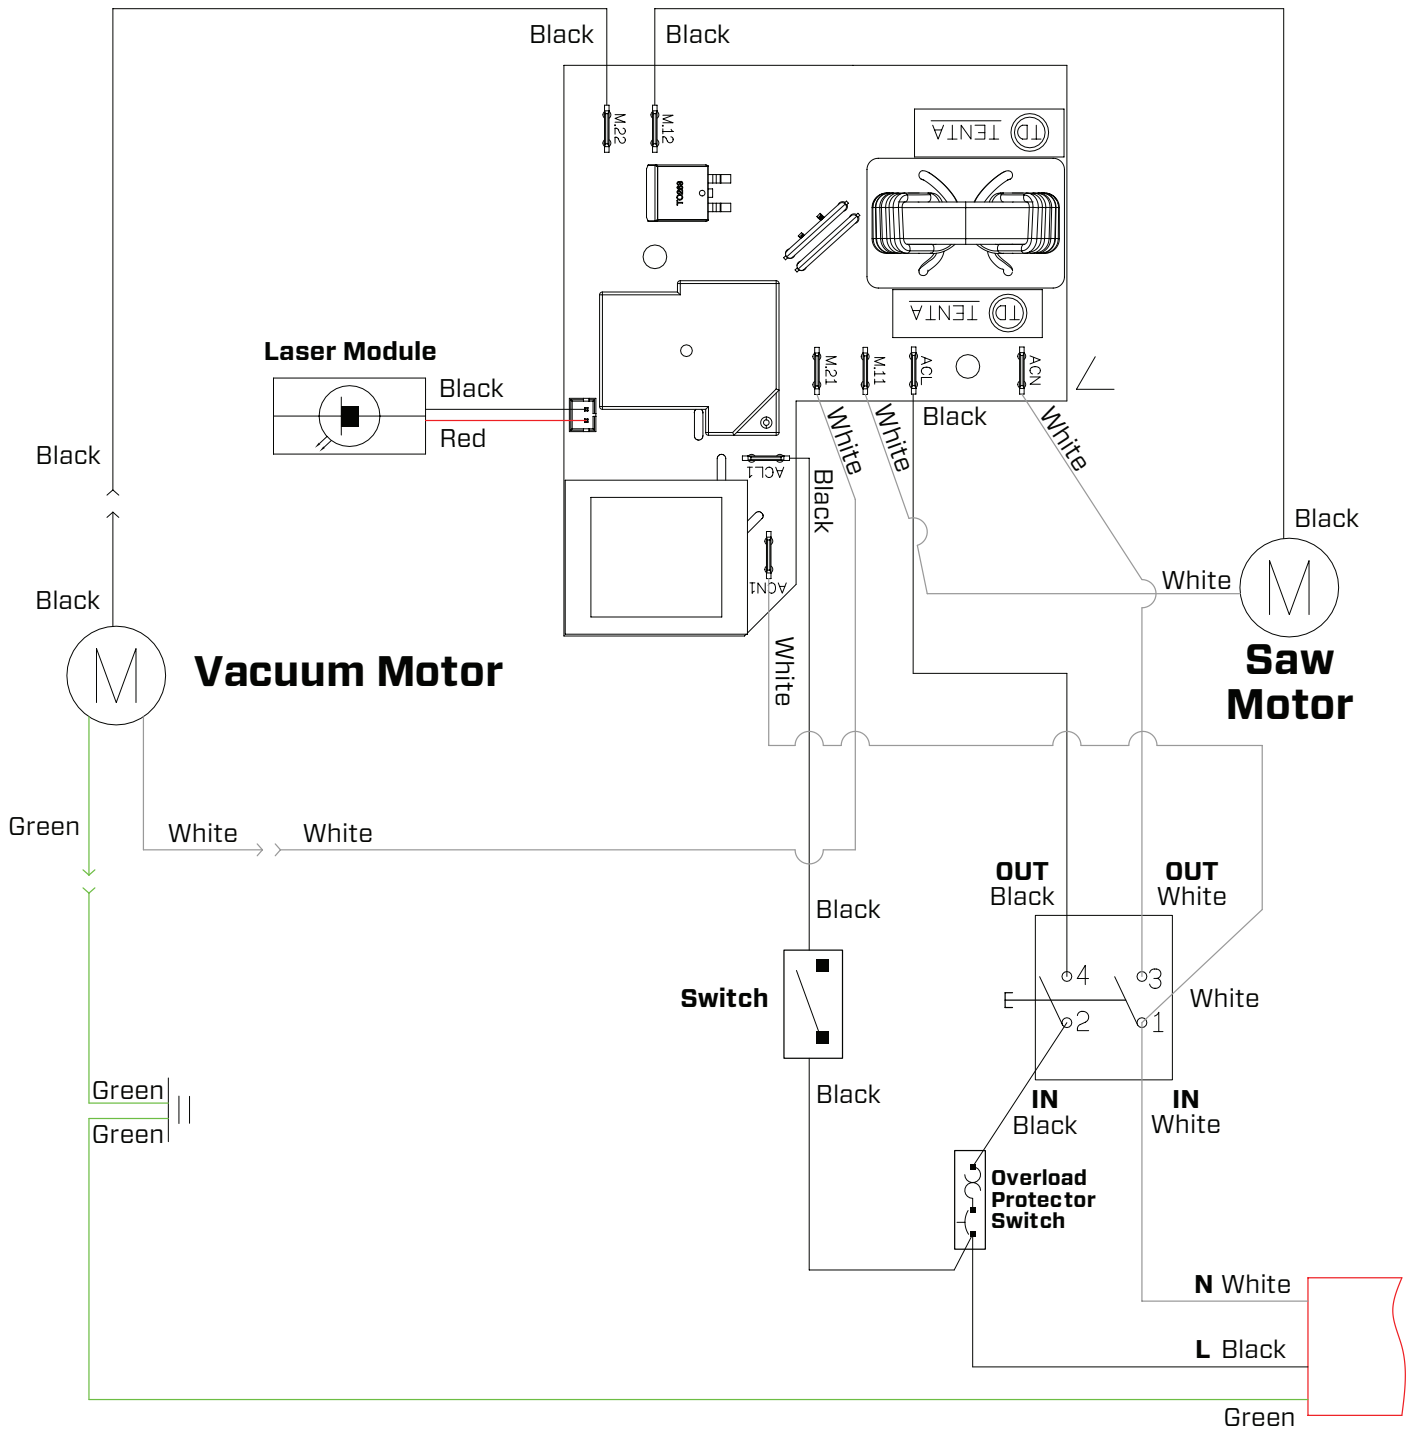 Black
Black
M.22
M.12
TENTA
TD
TO268
TENTA
TD
Laser Module
Black
Red
M.21
M.11
ACL
ACN
White
White
Black
White
ACL1
Black
ACN1
White
Black
Black
M
Vacuum Motor
Black
White
M
Saw
Motor
Green
White
White
OUT
Black
OUT
White
Black
Switch
4
3
2
1
White
Black
Green
Green
IN
Black
IN
White
Overload
Protector
Switch
N White
L Black
Green